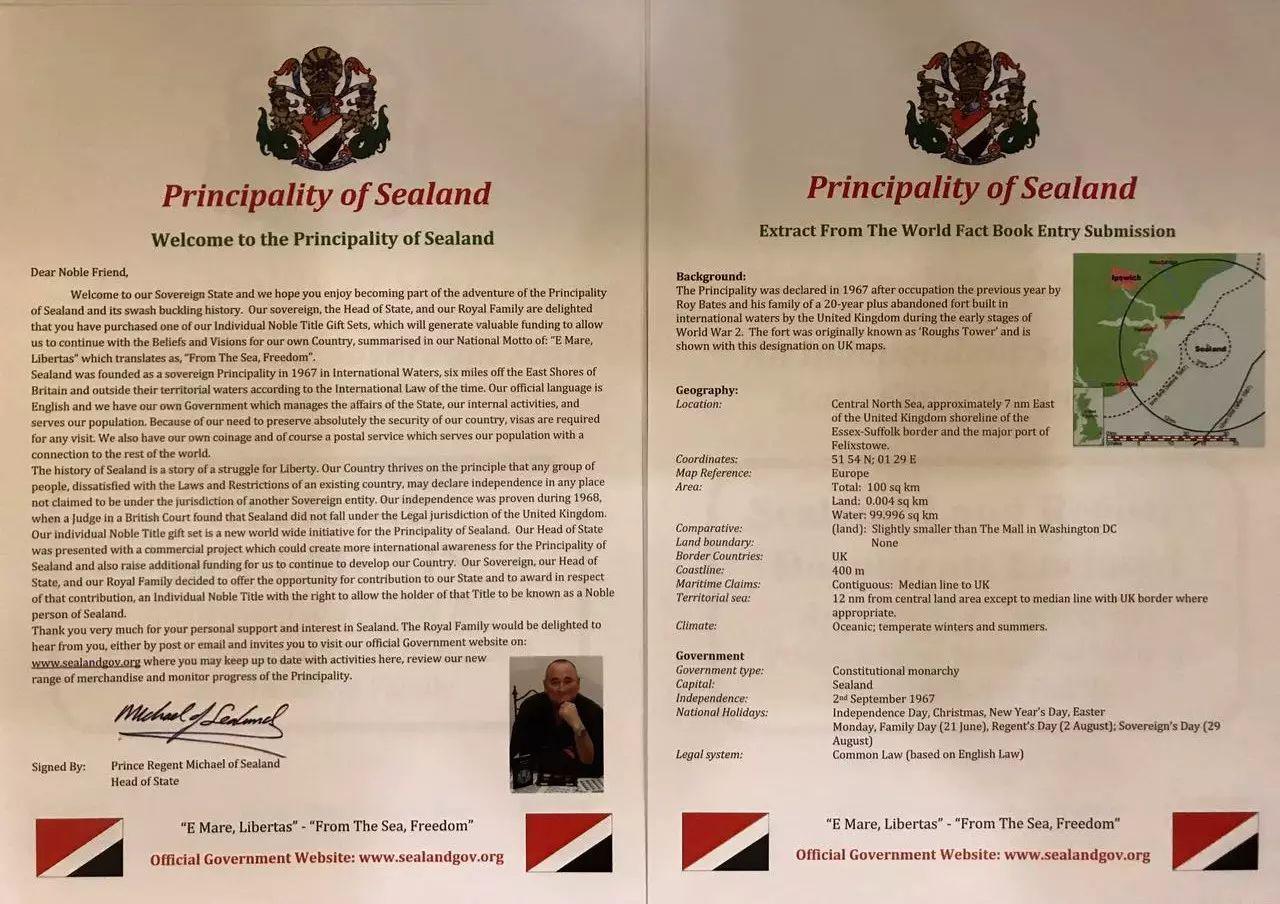 Principality of Sealand
Welcome to the Principality of Sealand
Dear Noble Friend,
Welcome to our Sovereign State and we hope you enjoy becoming part of the adventure of the Principality
of Sealand and its swash buckling history. Our sovereign, the Head of State, and our Royal Family are delighted
that you have purchased one of our Individual Noble Title Gift Sets, which will generate valuable funding to allow
us to continue with the Beliefs and Visions for our own Country, summarised in our National Motto of: "E Mare,
Libertas" which translates as, "From The Sea, Freedom".
Sealand was founded as a sovereign Principality in 1967 in International Waters, six miles off the East Shores of
Britain and outside their territorial waters according to the International Law of the time. Our official language is
English and we have our own Government which manages the affairs of the State, our internal activities, and
serves our population. Because of our need to preserve absolutely the security of our country, visas are required
for any visit. We also have our own coinage and of course a postal service which serves our population with a
connection to the rest of the world.
The history of Sealand is a story of a struggle for Liberty. Our Country thrives on the principle that any group of
people, dissatisfied with the Laws and Restrictions of an existing country, may declare independence in any place
not claimed to be under the jurisdiction of another Sovereign entity. Our independence was proven during 1968,
when a Judge in a British Court found that Sealand did not fall under the Legal jurisdiction of the United Kingdom.
Our individual Noble Title gift set is a new world wide initiative for the Principality of Sealand. Our Head of State
was presented with a commercial project which could create more international awareness for the Principality of
Sealand and also raise additional funding for us to continue to develop our Country. Our Sovereign, our Head of
State, and our Royal Family decided to offer the opportunity for contribution to our State and to award in respect
of that contribution, an Individual Noble Title with the right to allow the holder of that Title to be known as a Noble
person of Sealand.
Thank you very much for your personal support and interest in Sealand. The Royal Family would be delighted to
hear from you, either by post or email and invites you to visit our official Government website on:
www.sealandgov.org where you may keep up to date with activities here, review our new
range of merchandise and monitor progress of the Principality.
Michael of Sealand
Signed By: Prince Regent Michael of Sealand
Head of State
"E Mare, Libertas" - "From The Sea, Freedom"
Official Government Website: www.sealandgov.org
Principality of Sealand
Extract From The World Fact Book Entry Submission
Background:
The Principality was declared in 1967 after occupation the previous year by
Roy Bates and his family of a 20-year plus abandoned fort built in
international waters by the United Kingdom during the early stages of
World War 2. The fort was originally known as 'Roughs Tower' and is
shown with this designation on UK maps.
Ipswich
Sealand
Geography:
Location: Central North Sea, approximately 7 nm East
of the United Kingdom shoreline of the
Essex-Suffolk border and the major port of
Felixstowe.
Coordinates: 51 54 N; 01 29 E
Map Reference: Europe
Area: Total: 100 sq km
Land: 0.004 sq km
Water: 99.996 sq km
Comparative: (land): Slightly smaller than The Mall in Washington DC
Land boundary: None
Border Countries: UK
Coastline: 400 m
Maritime Claims: Contiguous: Median line to UK
Territorial sea: 12 nm from central land area except to median line with UK border where
appropriate.
Climate: Oceanic; temperate winters and summers.
Government
Government type: Constitutional monarchy
Capital: Sealand
Independence: 2nd September 1967
National Holidays: Independence Day, Christmas, New Year's Day, Easter
Monday, Family Day (21 June), Regent's Day (2 August); Sovereign's Day (29
August)
Legal system: Common Law (based on English Law)
"E Mare, Libertas" - "From The Sea, Freedom"
Official Government Website: www.sealandgov.org